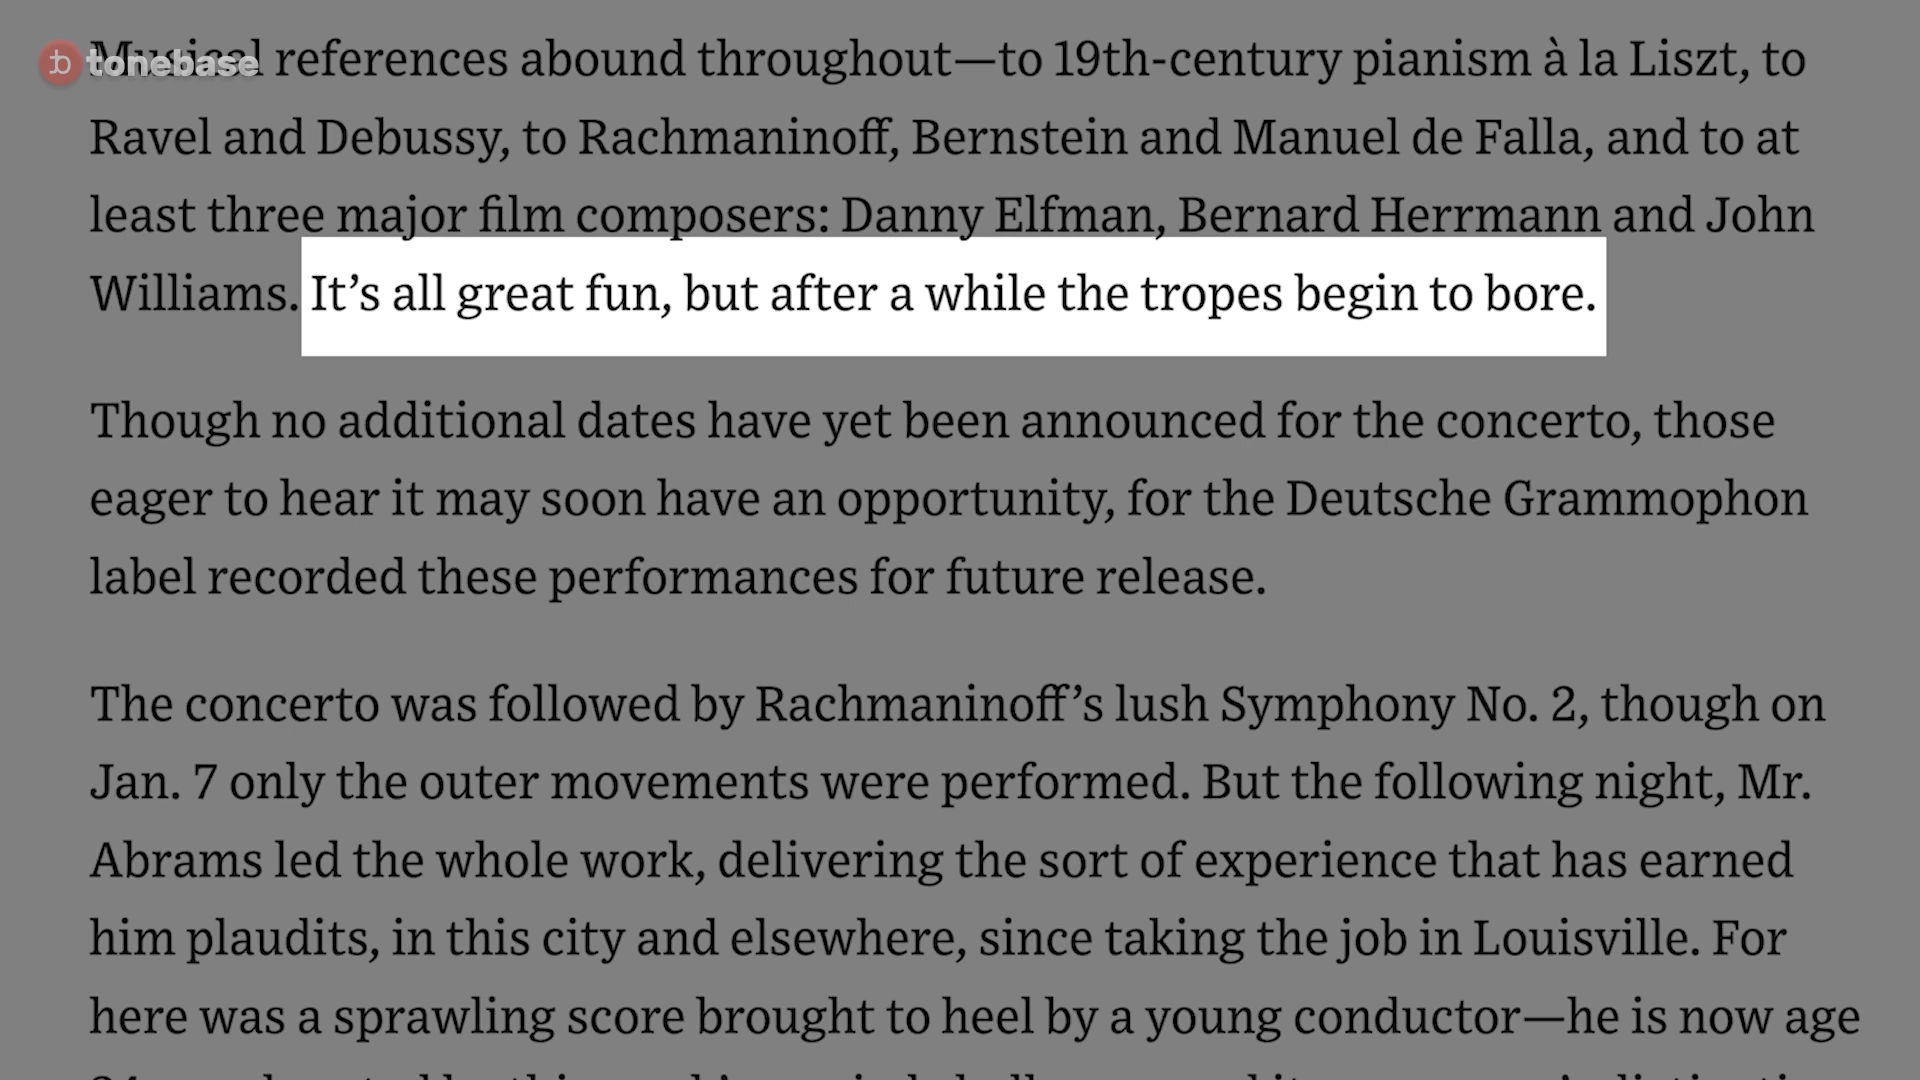 tonebase
Musical references abound throughout—to 19th-century pianism à la Liszt, to
Ravel and Debussy, to Rachmaninoff, Bernstein and Manuel de Falla, and to at
least three major film composers: Danny Elfman, Bernard Herrmann and John
Williams. It’s all great fun, but after a while the tropes begin to bore.
Though no additional dates have yet been announced for the concerto, those
eager to hear it may soon have an opportunity, for the Deutsche Grammophon
label recorded these performances for future release.
The concerto was followed by Rachmaninoff’s lush Symphony No. 2, though on
Jan. 7 only the outer movements were performed. But the following night, Mr.
Abrams led the whole work, delivering the sort of experience that has earned
him plaudits, in this city and elsewhere, since taking the job in Louisville. For
here was a sprawling score brought to heel by a young conductor—he is now age